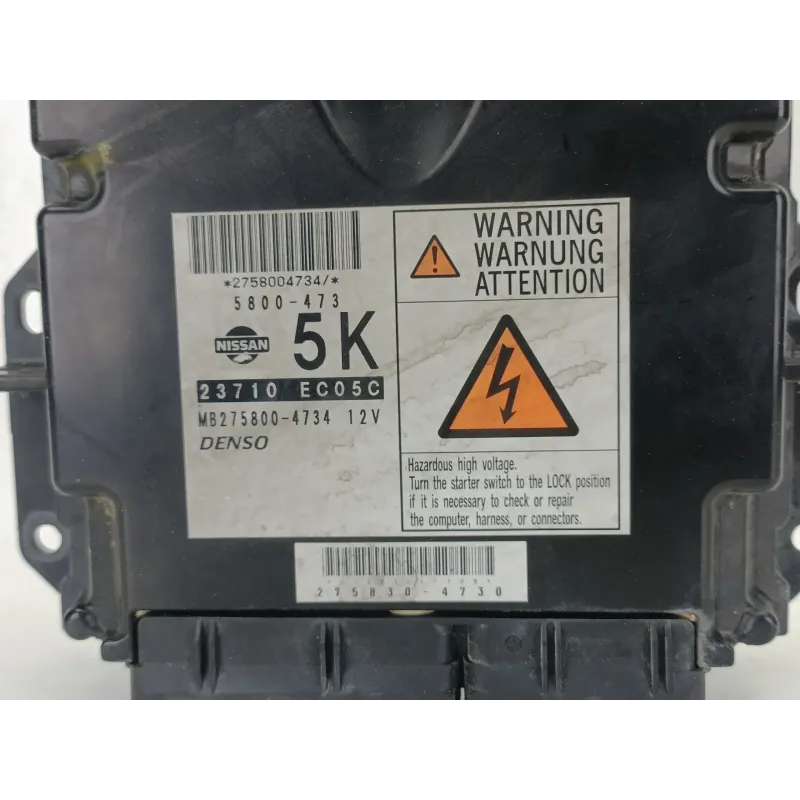 *2758004734/*
5800-473
NISSAN
5K
23710 EC05C
MB275800-4734 12V
DENSO
WARNING
WARNUNG
ATTENTION
Hazardous high voltage.
Turn the starter switch to the LOCK position
if it is necessary to check or repair
the computer, harness, or connectors.
275830-4730